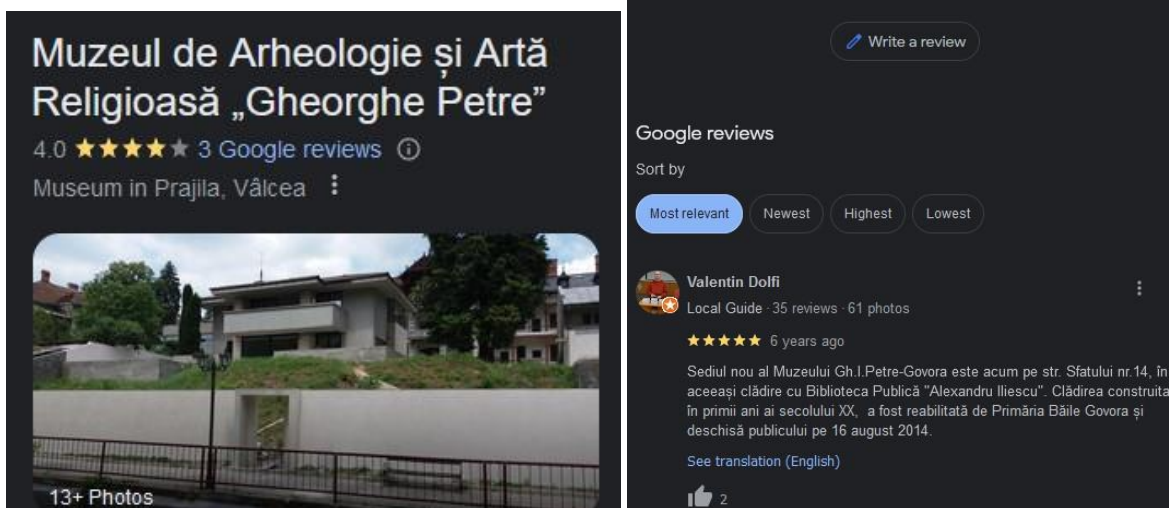 Muzeul de Arheologie și Artă
Religioasă „Gheorghe Petre”
4.0 3 Google reviews
Museum in Prajila, Vâlcea
13+ Photos
Write a review
Google reviews
Sort by
Most relevant
Newest
Highest
Lowest
Valentin Dolfi
Local Guide · 35 reviews · 61 photos
6 years ago
Sediul nou al Muzeului Gh.I.Petre-Govora este acum pe str. Sfatului nr.14, în
aceeași clădire cu Biblioteca Publică "Alexandru Iliescu". Clădirea construita
în primii ani ai secolului XX, a fost reabilitată de Primăria Băile Govora și
deschisă publicului pe 16 august 2014.
See translation (English)
2